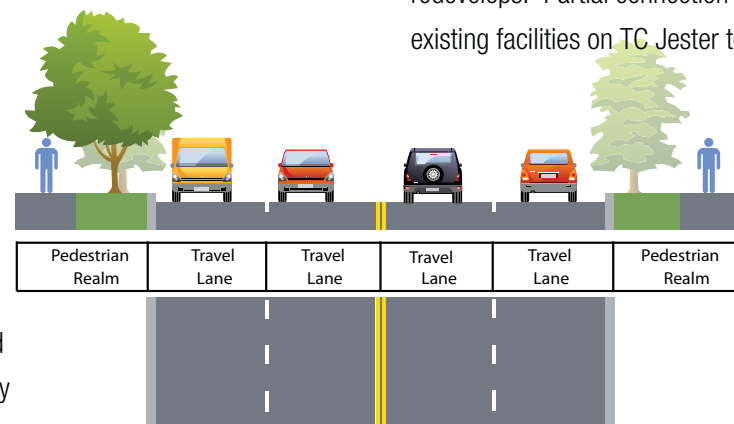 existing facilities on TC Jester
Pedestrian Realm
Travel Lane
Travel Lane
Travel Lane
Travel Lane
Pedestrian Realm